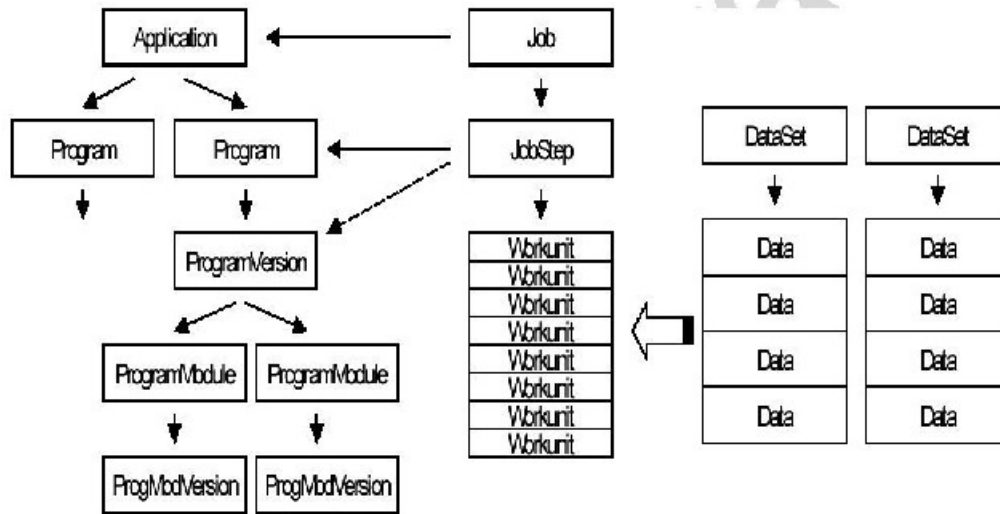 Application
Job
Program
Program
JobStep
DataSet
DataSet
ProgramVersion
Workunit
Workunit
Workunit
Workunit
Workunit
Workunit
Workunit
Workunit
Data
Data
Data
Data
Data
Data
Data
Data
ProgramModule
ProgramModule
ProgModVersion
ProgModVersion